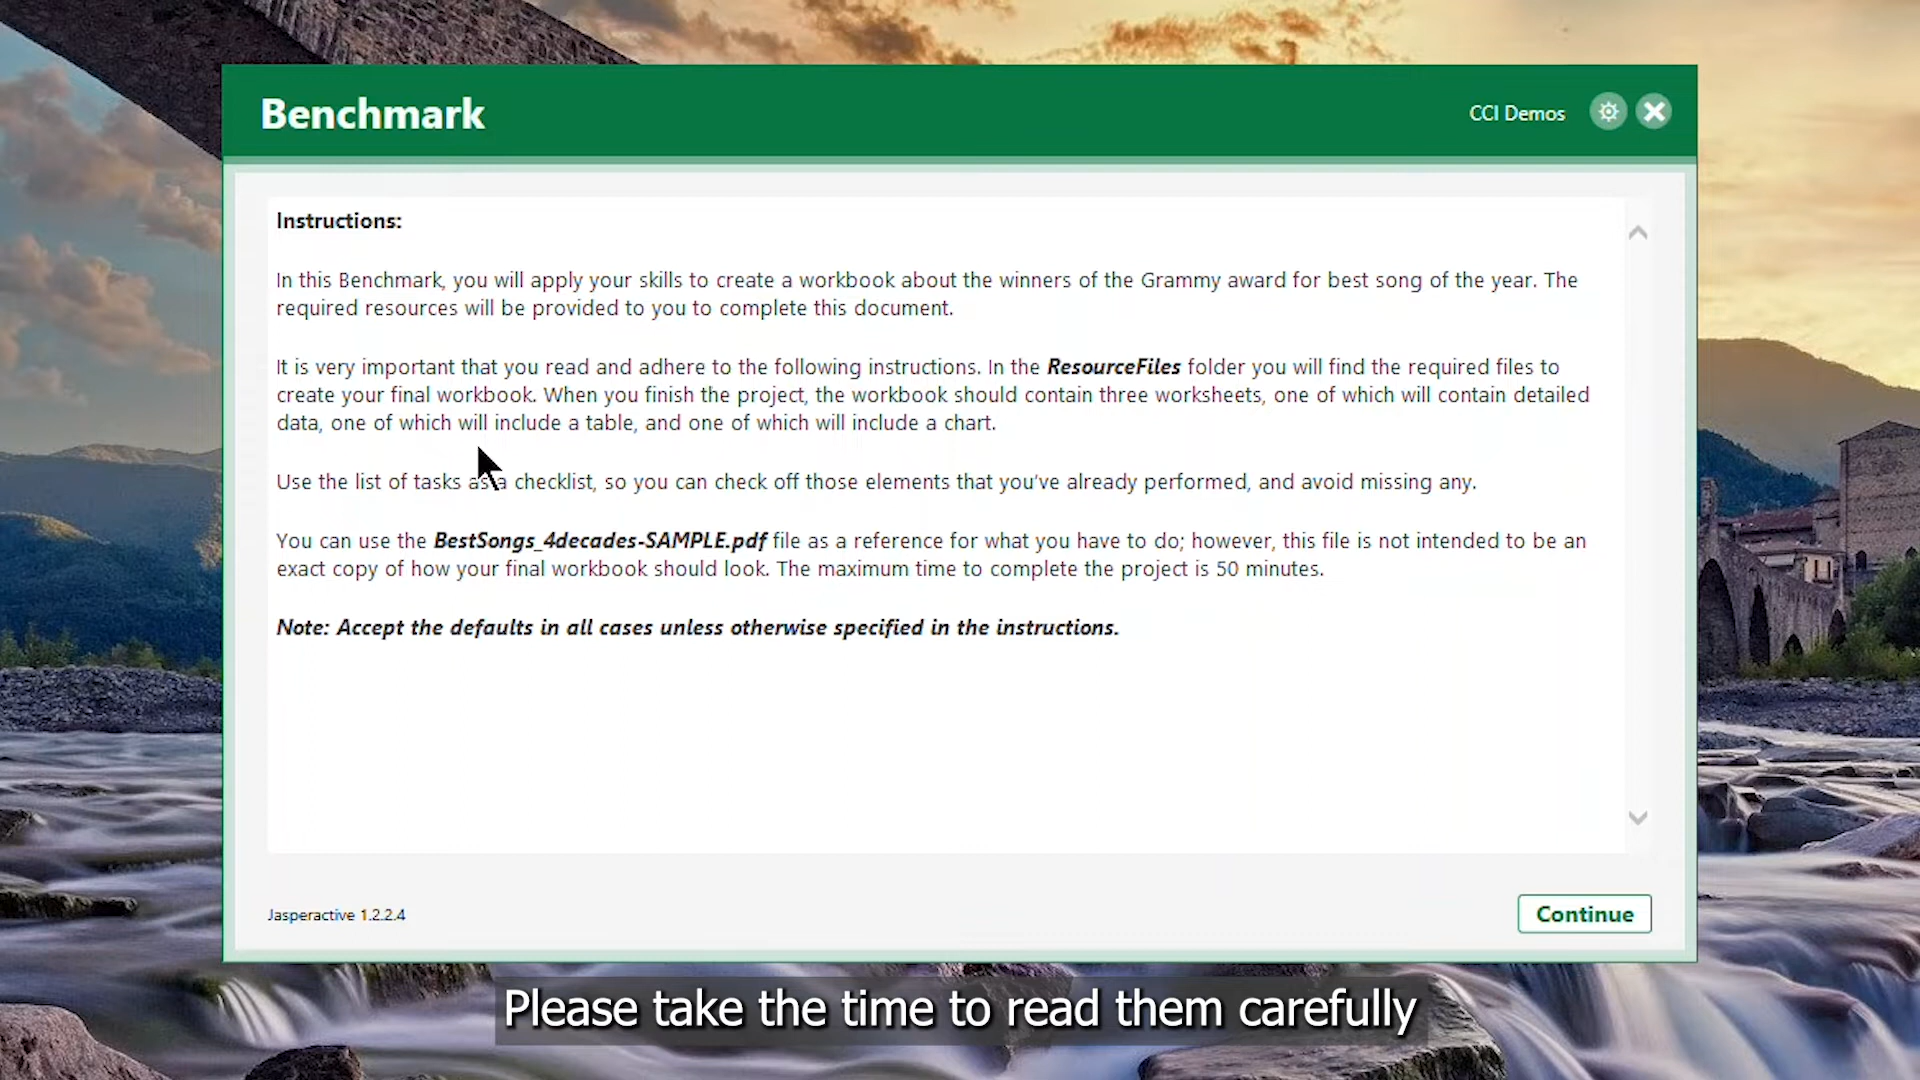 Benchmark
CCI Demos
Instructions:
In this Benchmark, you will apply your skills to create a workbook about the winners of the Grammy award for best song of the year. The
required resources will be provided to you to complete this document.
It is very important that you read and adhere to the following instructions. In the ResourceFiles folder you will find the required files to
create your final workbook. When you finish the project, the workbook should contain three worksheets, one of which will contain detailed
data, one of which will include a table, and one of which will include a chart.
Use the list of tasks as a checklist, so you can check off those elements that you've already performed, and avoid missing any.
You can use the BestSongs_4decades-SAMPLE.pdf file as a reference for what you have to do; however, this file is not intended to be an
exact copy of how your final workbook should look. The maximum time to complete the project is 50 minutes.
Note: Accept the defaults in all cases unless otherwise specified in the instructions.
Jasperactive 1.2.2.4
Continue
Please take the time to read them carefully